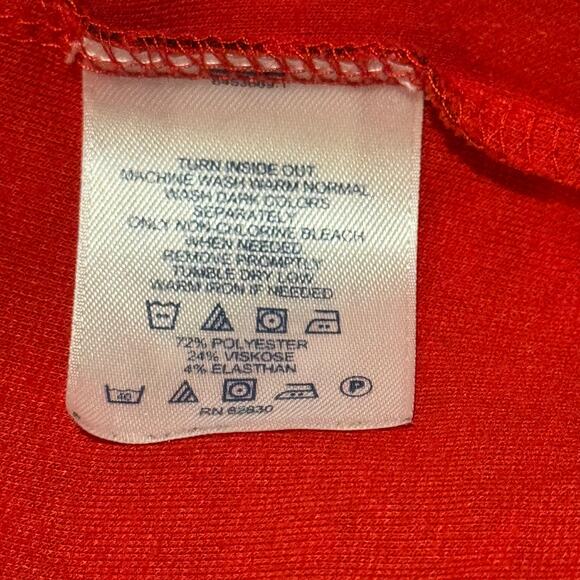 TURN INSIDE OUT
MACHINE WASH WARM NORMAL
WASH DARK COLORS
SEPARATELY
ONLY NON-CHLORINE BLEACH
WHEN NEEDED
REMOVE PROMPTLY
TUMBLE DRY LOW
WARM IRON IF NEEDED
72% POLYESTER
24% VISKOSE
4% ELASTHAN
40 P
RN 62830